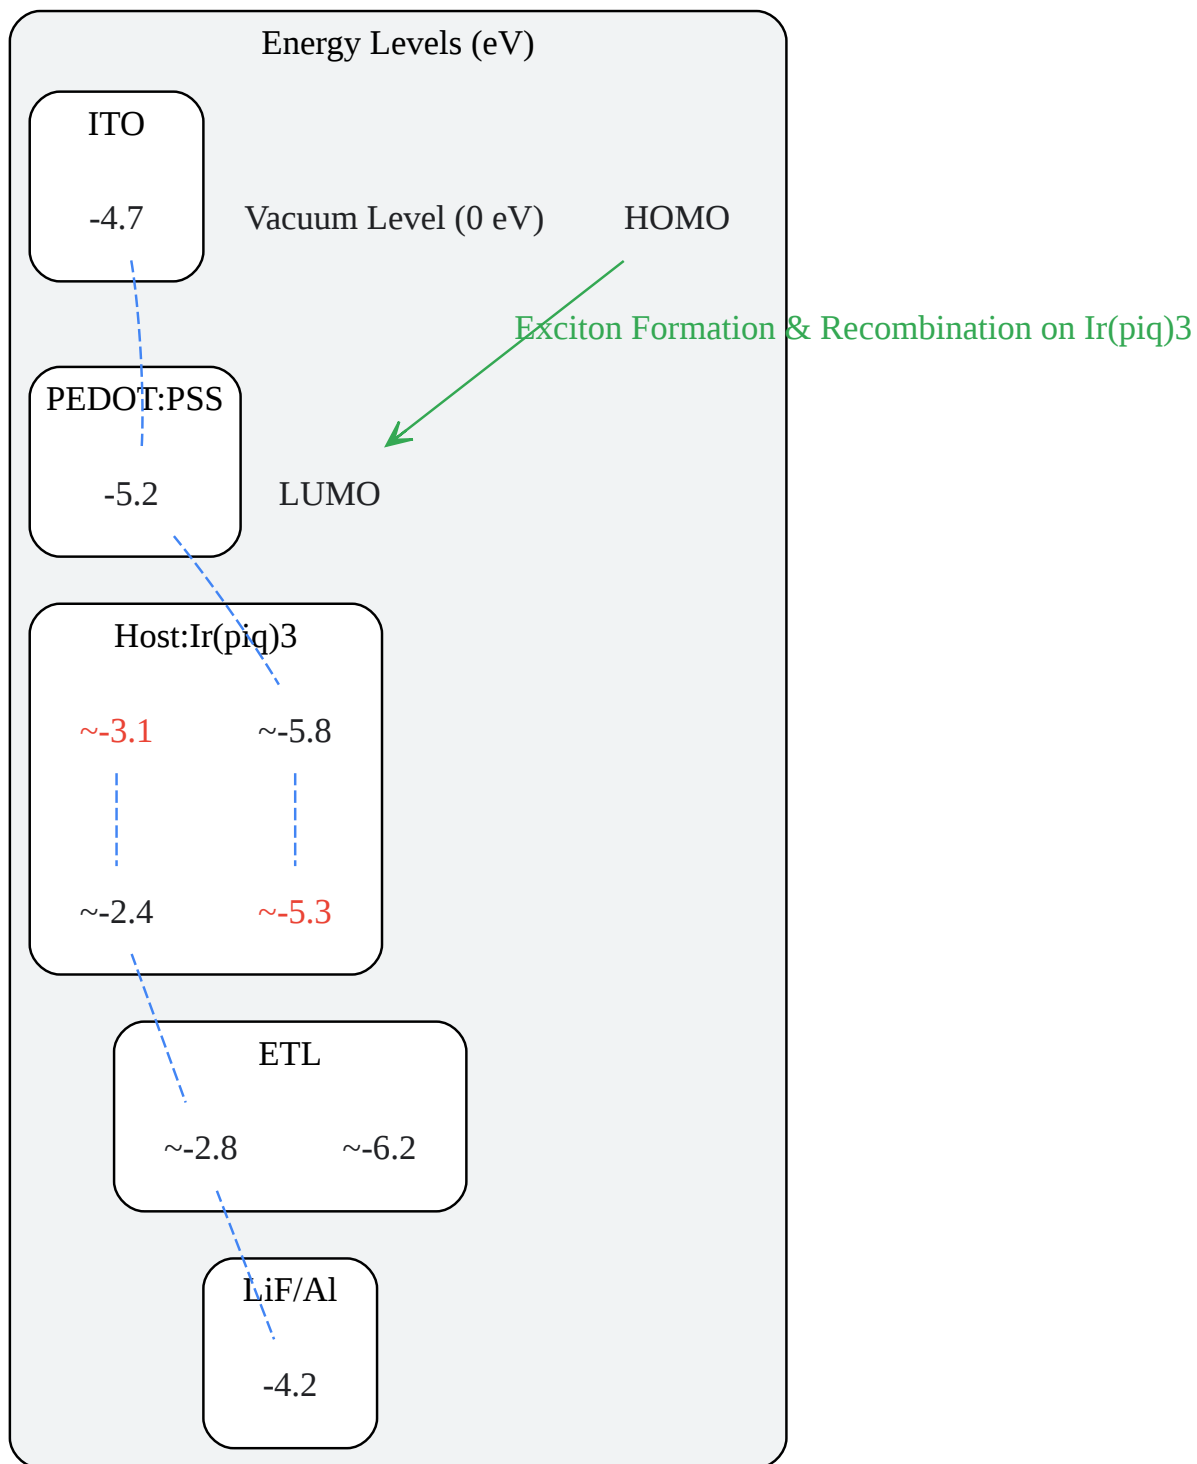 Energy Levels (eV)
ITO
-4.7
Vacuum Level (0 eV)
HOMO
Exciton Formation & Recombination on Ir(piq)3
PEDOT:PSS
-5.2
LUMO
Host:Ir(piq)3
~-3.1
~-5.8
~-2.4
~-5.3
ETL
~-2.8
~-6.2
LiF/Al
-4.2